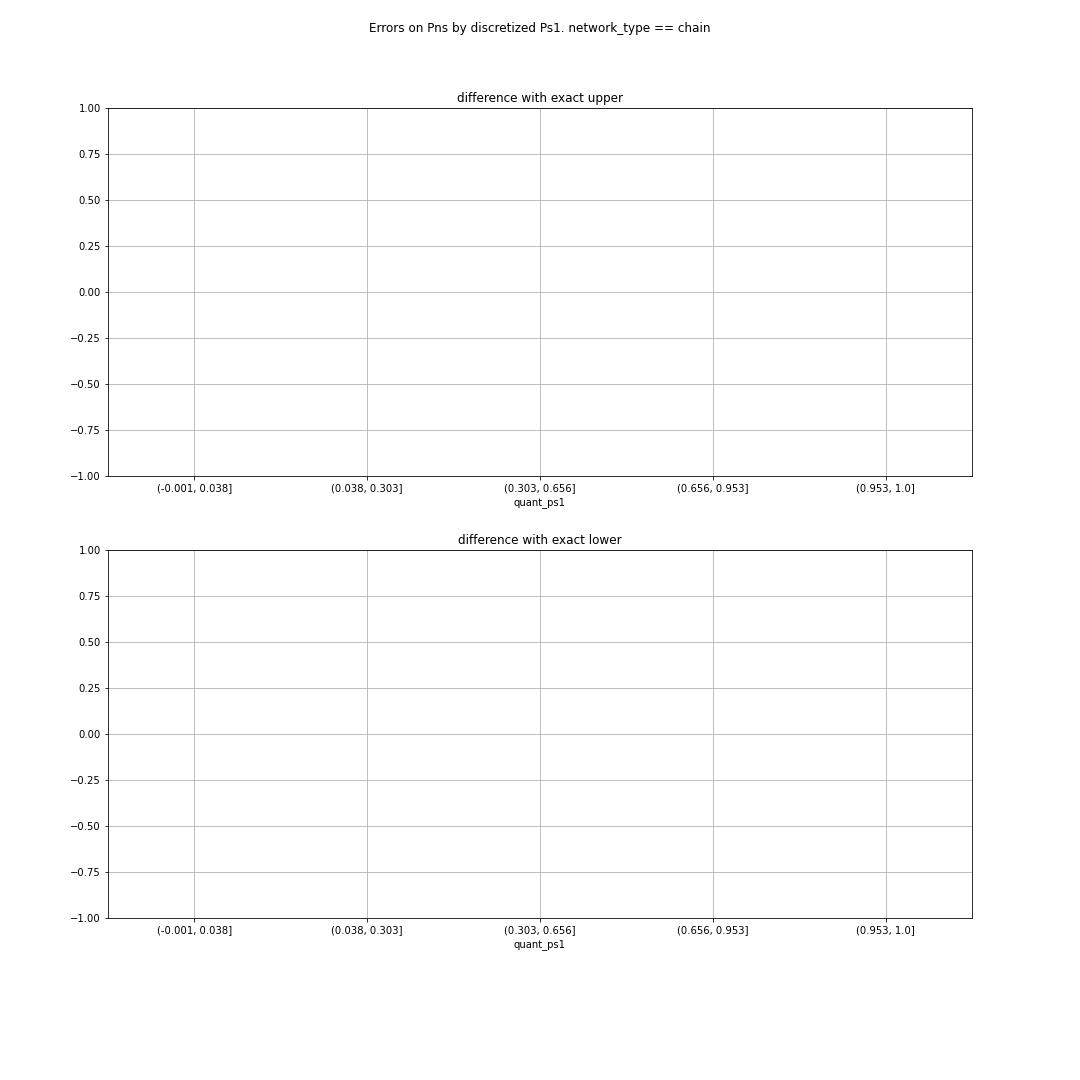 Errors on Pns by discretized Ps1. network_type == chain
difference with exact upper
1.00
0.75
0.50
0.25
0.00
−0.25
−0.50
−0.75
−1.00
(-0.001, 0.038] (0.038, 0.303] (0.303, 0.656] (0.656, 0.953] (0.953, 1.0]
quant_ps1
difference with exact lower
1.00
0.75
0.50
0.25
0.00
−0.25
−0.50
−0.75
−1.00
(-0.001, 0.038] (0.038, 0.303] (0.303, 0.656] (0.656, 0.953] (0.953, 1.0]
quant_ps1